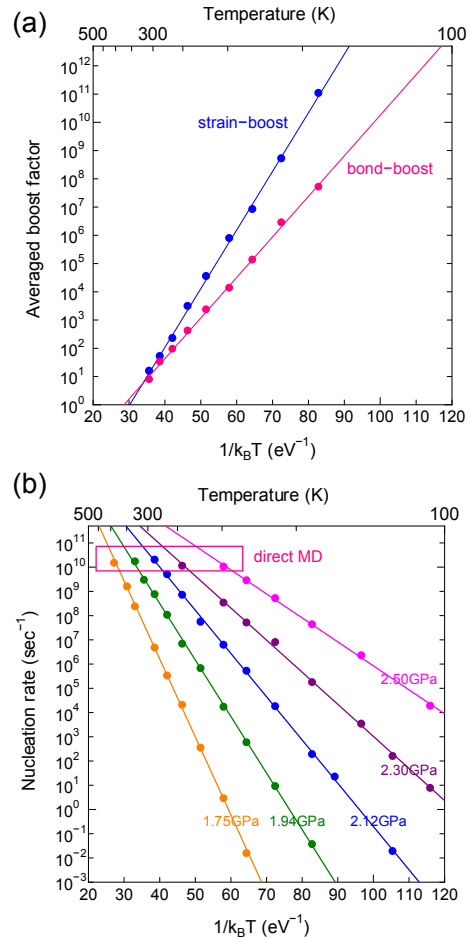 (a)
Temperature (K)
500 300 100
10^12
10^11
10^10
10^9
10^8
10^7
10^6
10^5
10^4
10^3
10^2
10^1
10^0
Averaged boost factor
strain−boost
bond−boost
20 30 40 50 60 70 80 90 100 110 120
1/k_BT (eV^−1)
(b)
Temperature (K)
500 300 100
10^11
10^10
10^9
10^8
10^7
10^6
10^5
10^4
10^3
10^2
10^1
10^0
10^−1
10^−2
10^−3
Nucleation rate (sec^−1)
direct MD
2.50GPa
2.30GPa
1.75GPa 1.94GPa 2.12GPa
20 30 40 50 60 70 80 90 100 110 120
1/k_BT (eV^−1)